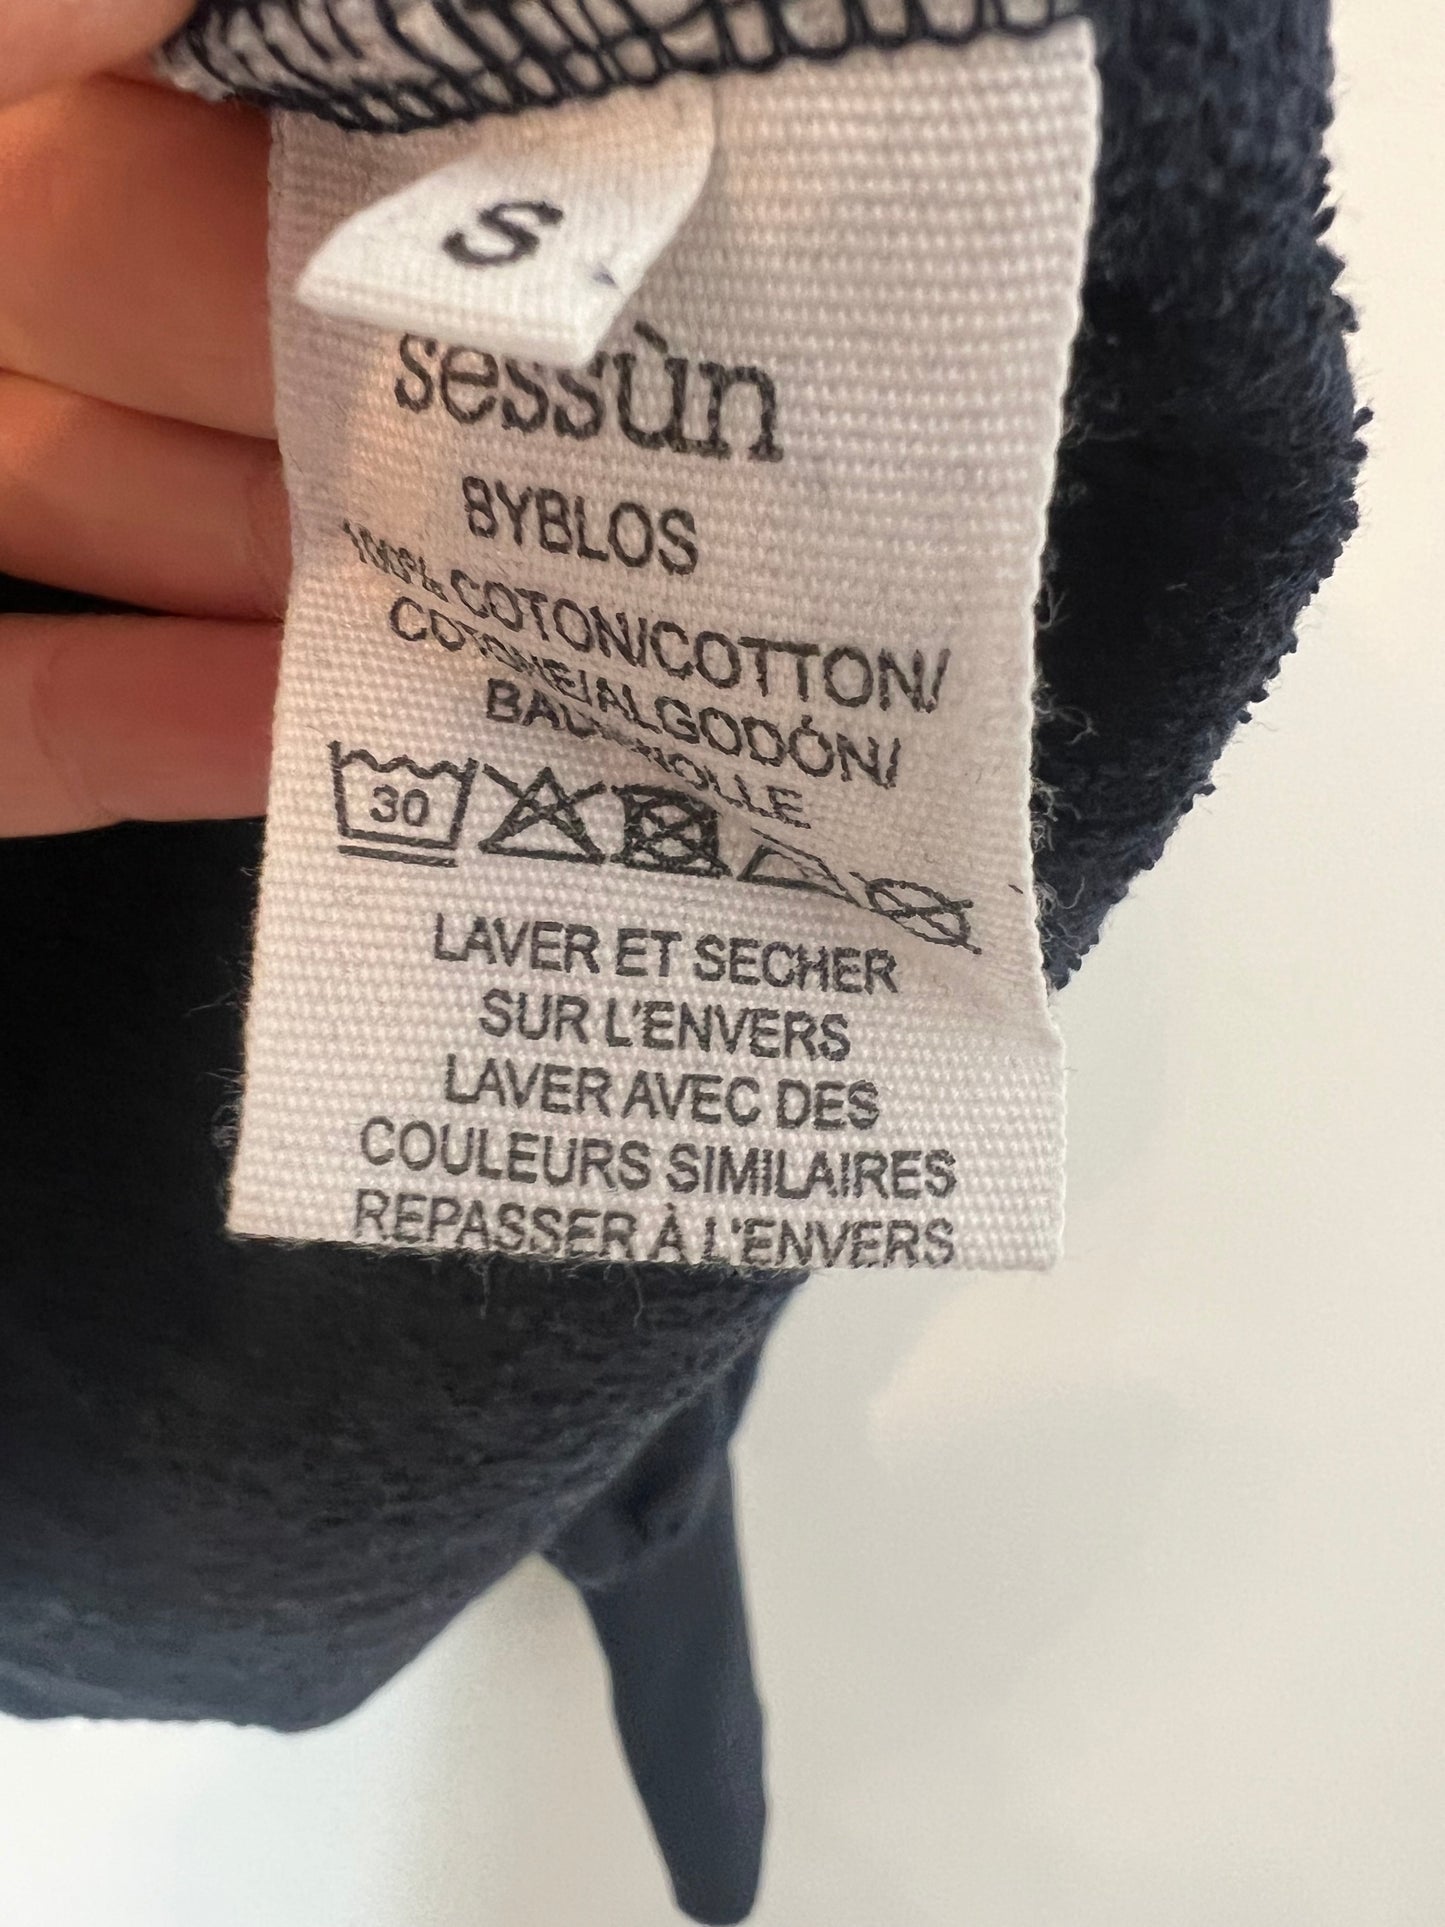 S
sessùn
BYBLOS
100% COTON/COTTON/
COTONE/ALGODÓN/
BAUMWOLLE
30
LAVER ET SECHER
SUR L'ENVERS
LAVER AVEC DES
COULEURS SIMILAIRES
REPASSER À L'ENVERS